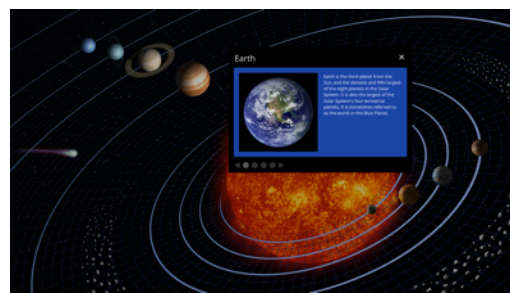 Earth
Earth is the third planet from the
Sun, and the densest and fifth-largest
of the eight planets in the Solar
System. It is also the largest of the
Solar System's four terrestrial
planets. It is sometimes referred to
as the world or the Blue Planet.